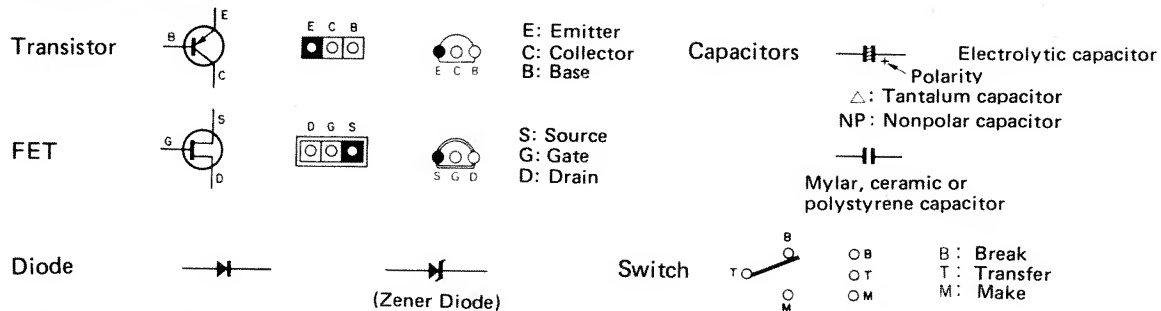 Transistor
E
B
C
E C B
E C B
E: Emitter
C: Collector
B: Base
FET
S
G
D
D G S
S G D
S: Source
G: Gate
D: Drain
Diode
(Zener Diode)
Capacitors
+
Electrolytic capacitor
Polarity
△: Tantalum capacitor
NP: Nonpolar capacitor
Mylar, ceramic or
polystyrene capacitor
Switch
B
T
M
B
T
M
B: Break
T: Transfer
M: Make